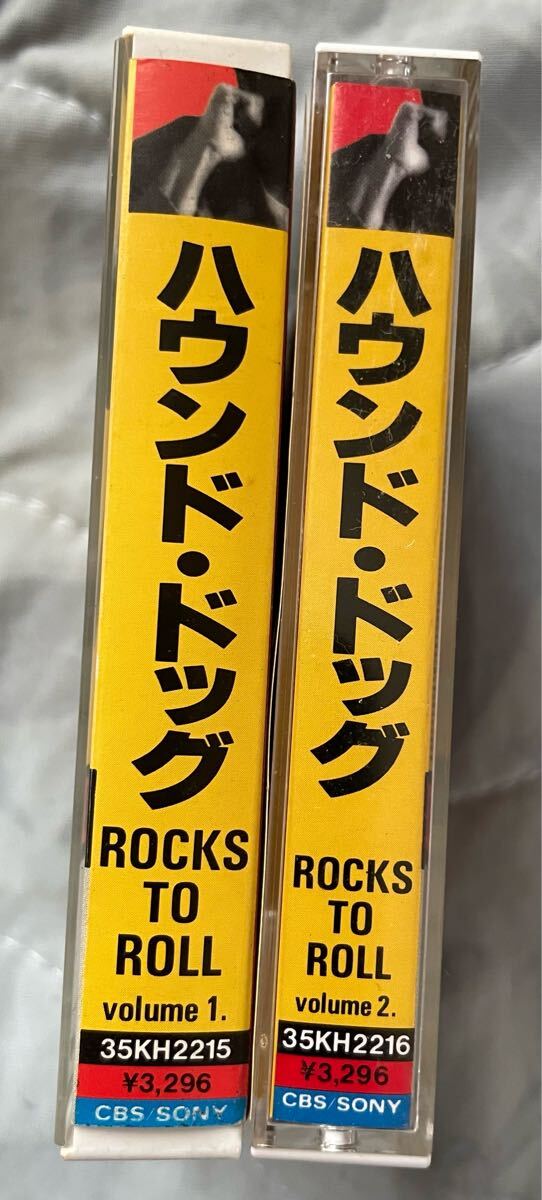 ハウンド・ドッグ
ROCKS
TO
ROLL
volume 1.
35KH2215
¥3,296
CBS/SONY
ハウンド・ドッグ
ROCKS
TO
ROLL
volume 2.
35KH2216
¥3,296
CBS/SONY